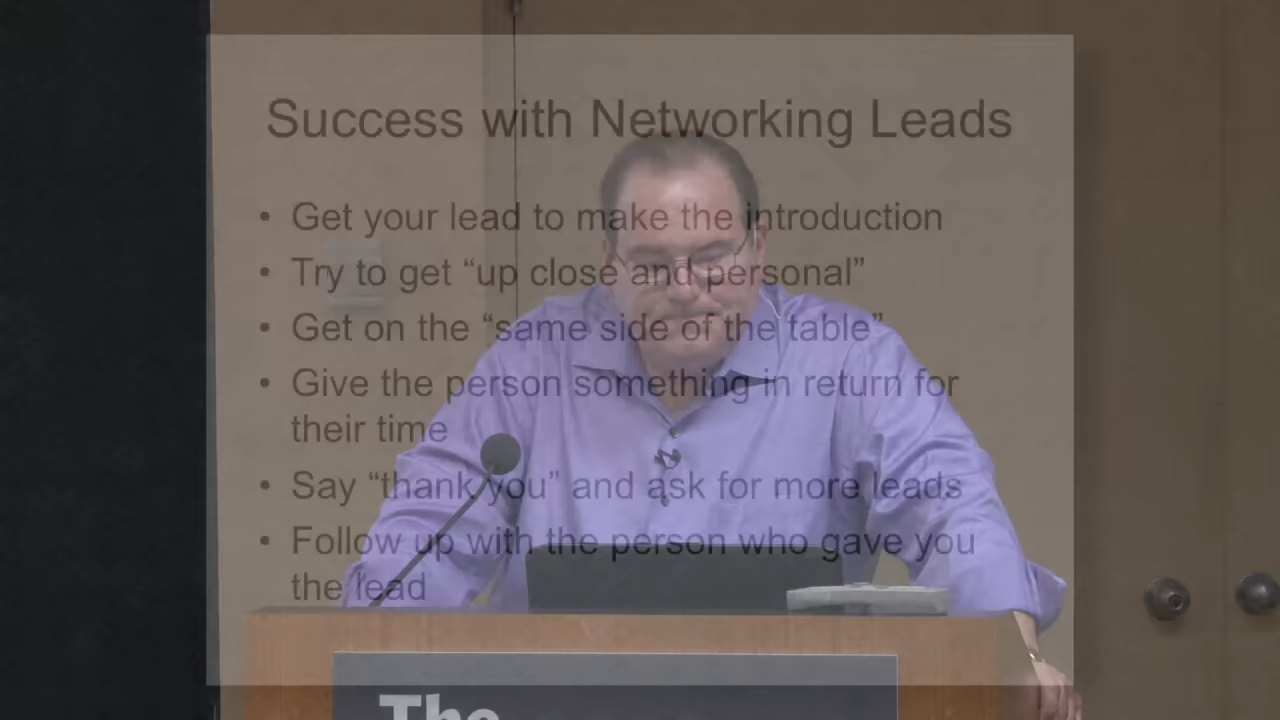 Success with Networking Leads
• Get your lead to make the introduction
• Try to get “up close and personal”
• Get on the “same side of the table”
• Give the person something in return for
their time
• Say “thank you” and ask for more leads
• Follow up with the person who gave you
the lead
The